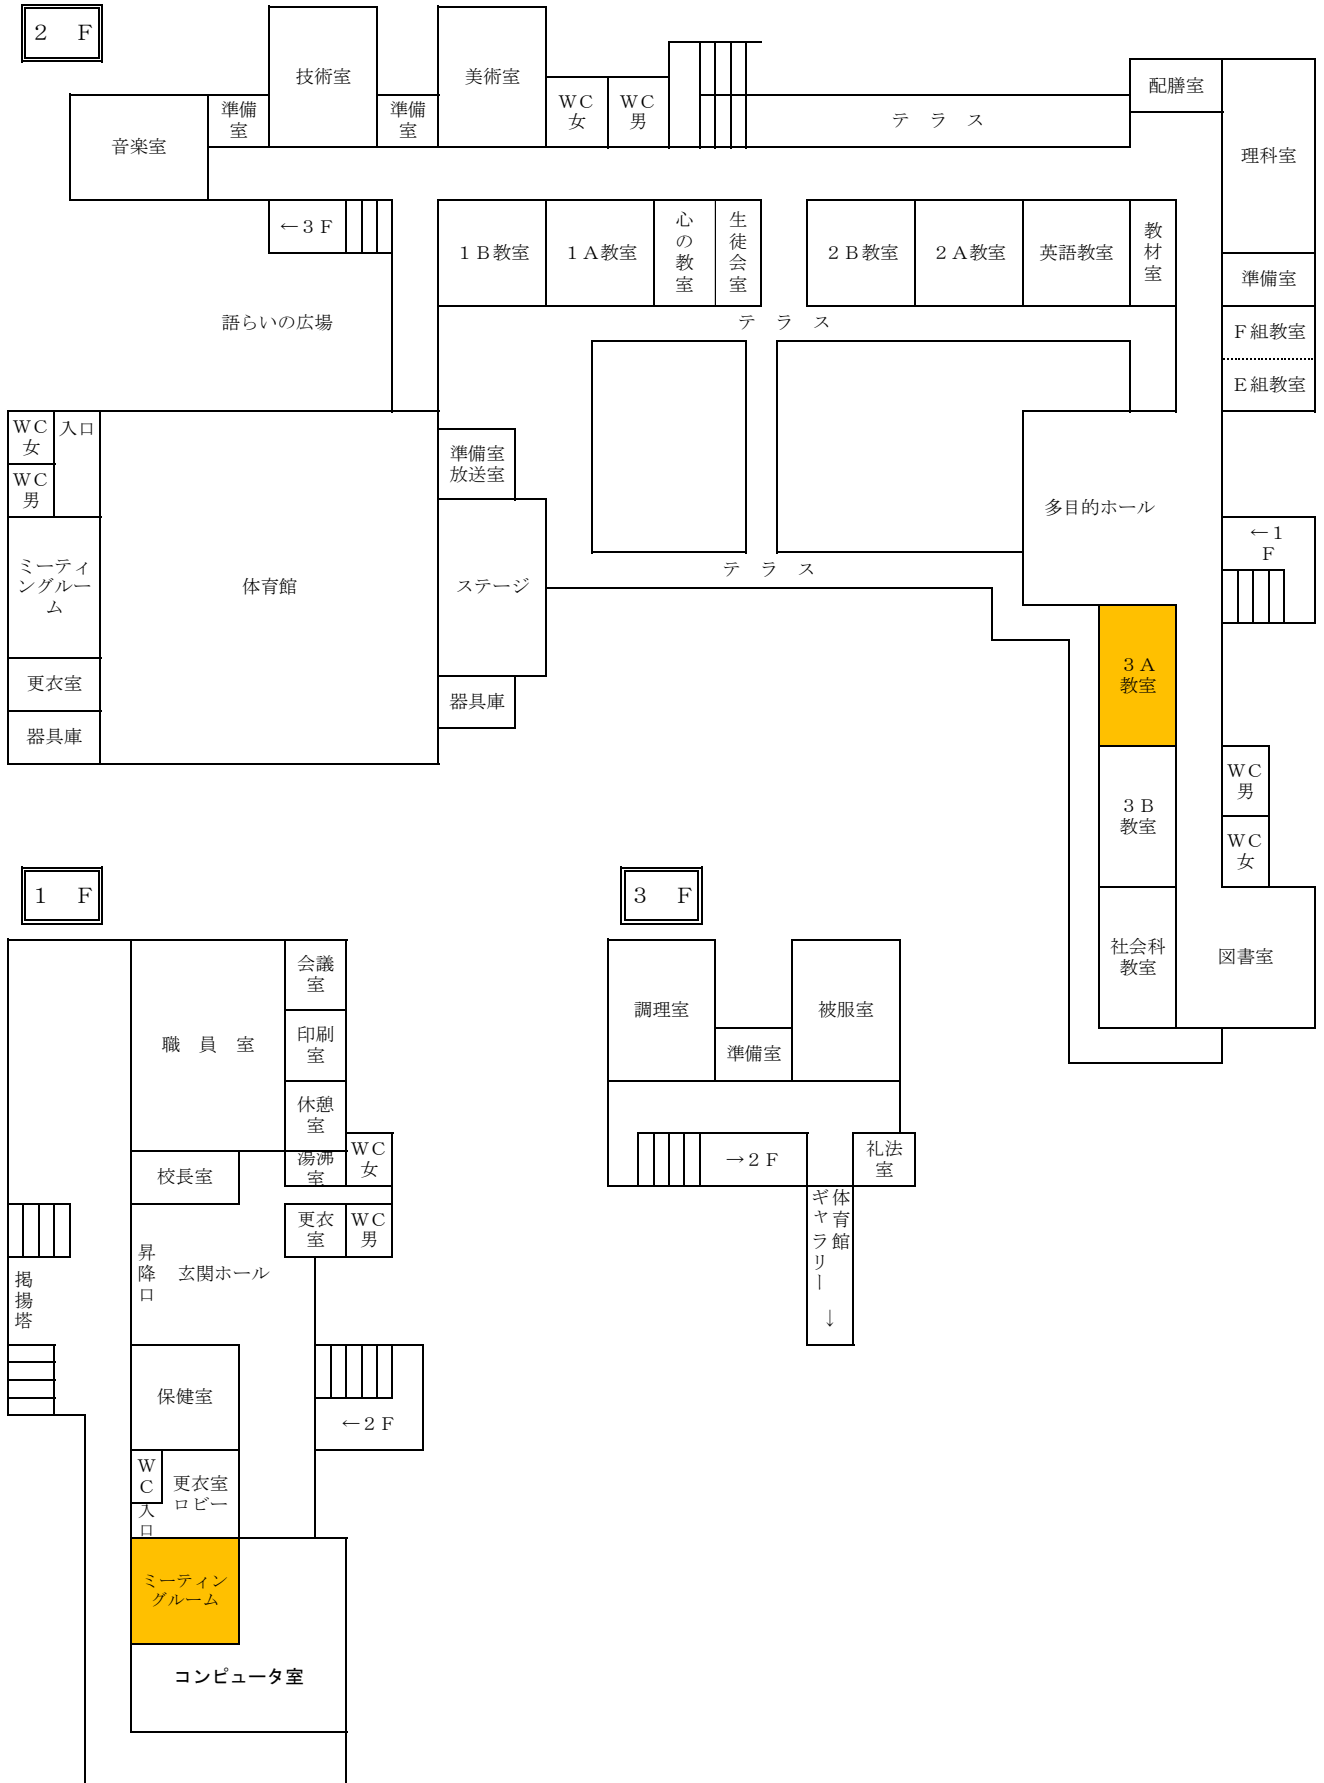 ２　Ｆ
技術室
美術室
準備
室
準備
室
音楽室
ＷＣ
女
ＷＣ
男
テ　ラ　ス
配膳室
理科室
←３Ｆ
１Ｂ教室
１Ａ教室
心の教室
生徒会室
２Ｂ教室
２Ａ教室
英語教室
教材室
準備室
語らいの広場
テ　ラ　ス
Ｆ組教室
Ｅ組教室
ＷＣ
女
入口
ＷＣ
男
準備室
放送室
多目的ホール
←１
Ｆ
ミーティ
ングルー
ム
体育館
ステージ
テ　ラ　ス
３Ａ
教室
更衣室
器具庫
器具庫
３Ｂ
教室
ＷＣ
男
ＷＣ
女
社会科
教室
図書室
１　Ｆ
会議
室
職　員　室
印刷
室
休憩
室
湯沸
室
ＷＣ
女
校長室
更衣
室
ＷＣ
男
昇降口
玄関ホール
掲揚塔
保健室
←２Ｆ
Ｗ
Ｃ
更衣室
ロビー
入口
ミーティン
グルーム
コンピュータ室
３　Ｆ
調理室
準備室
被服室
→２Ｆ
礼法
室
体育館
ギャラリー
↓